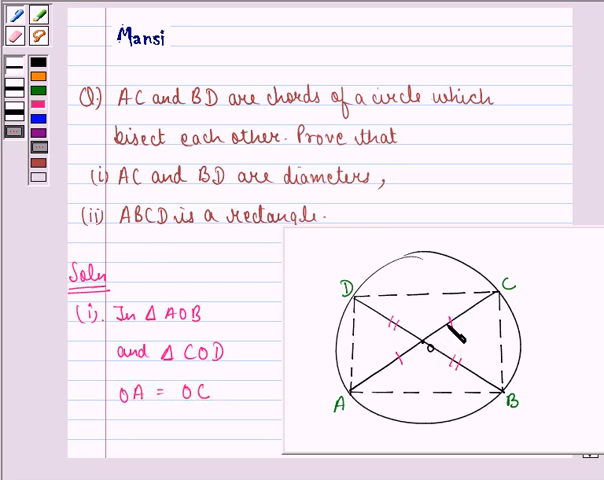 Mansi
Q) AC and BD are chords of a circle which
bisect each other. Prove that
(i) AC and BD are diameters,
(ii) ABCD is a rectangle.
Soln
(i). In Δ AOB
and Δ COD
OA = OC
D
C
O
A
B